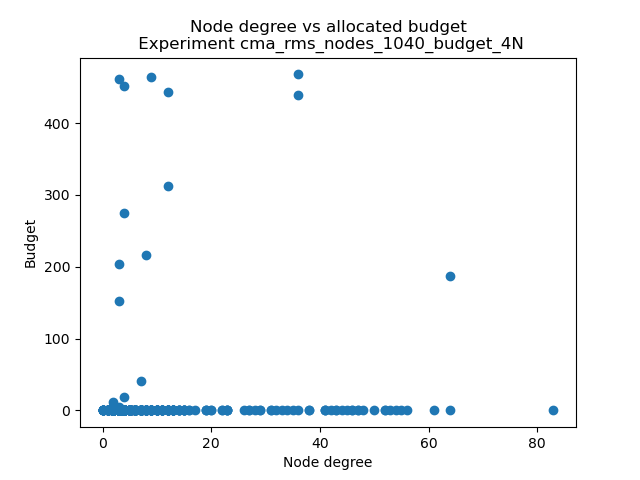 Node degree vs allocated budget
Experiment cma_rms_nodes_1040_budget_4N
400
300
200
100
0
Budget
0 20 40 60 80
Node degree